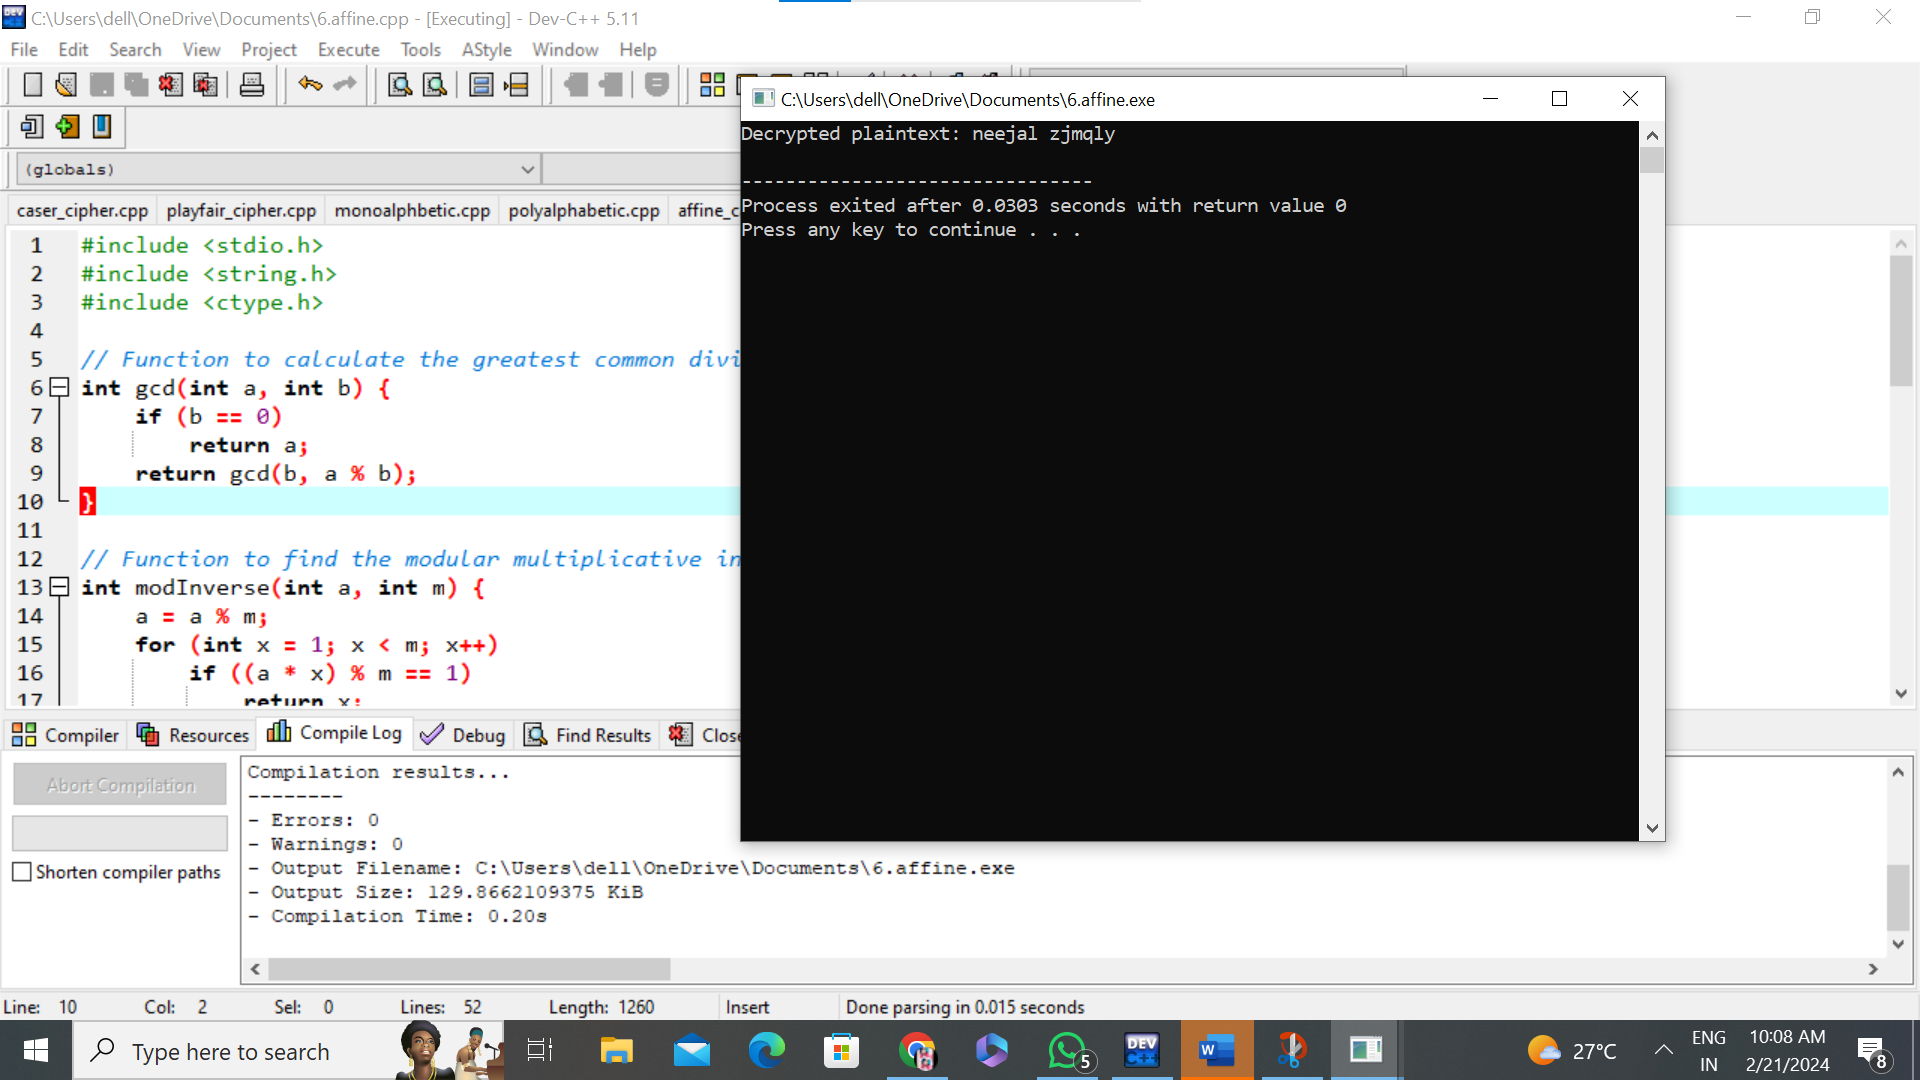 C:\Users\dell\OneDrive\Documents\6.affine.cpp - [Executing] - Dev-C++ 5.11
File Edit Search View Project Execute Tools AStyle Window Help
(globals)
caser_cipher.cpp playfair_cipher.cpp monoalphbetic.cpp polyalphabetic.cpp affine_c
1 #include <stdio.h>
2 #include <string.h>
3 #include <ctype.h>
4
5 // Function to calculate the greatest common divi
6 int gcd(int a, int b) {
7 if (b == 0)
8 return a;
9 return gcd(b, a % b);
10 }
11
12 // Function to find the modular multiplicative in
13 int modInverse(int a, int m) {
14 a = a % m;
15 for (int x = 1; x < m; x++)
16 if ((a * x) % m == 1)
17 return x;
C:\Users\dell\OneDrive\Documents\6.affine.exe
Decrypted plaintext: neejal zjmqly
--------------------------------
Process exited after 0.0303 seconds with return value 0
Press any key to continue . . .
Compiler Resources Compile Log Debug Find Results Close
Abort Compilation
Shorten compiler paths
Compilation results...
--------
- Errors: 0
- Warnings: 0
- Output Filename: C:\Users\dell\OneDrive\Documents\6.affine.exe
- Output Size: 129.8662109375 KiB
- Compilation Time: 0.20s
Line: 10 Col: 2 Sel: 0 Lines: 52 Length: 1260 Insert Done parsing in 0.015 seconds
Type here to search
DEV
W
5
27°C
ENG
IN
10:08 AM
2/21/2024
8